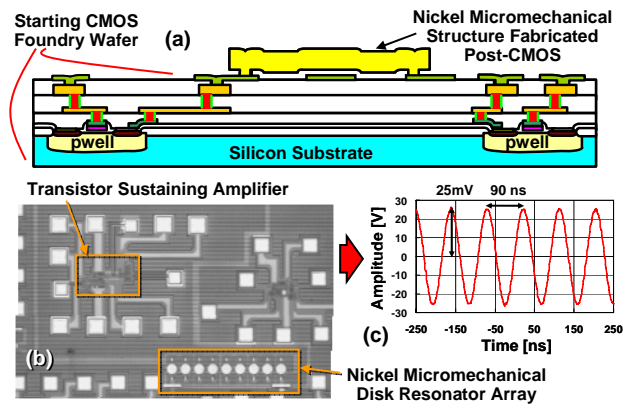 Starting CMOS
Foundry Wafer
(a)
Nickel Micromechanical
Structure Fabricated
Post-CMOS
pwell
pwell
Silicon Substrate
Transistor Sustaining Amplifier
(b)
25mV
90 ns
Amplitude [V]
30
20
10
0
-10
-20
-30
-250
-150
-50
50
150
250
Time [ns]
(c)
Nickel Micromechanical
Disk Resonator Array